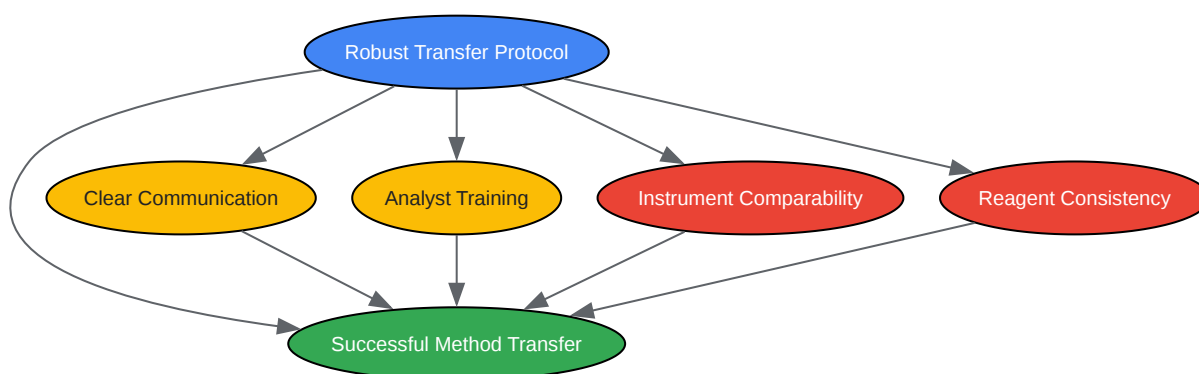 Robust Transfer Protocol
Clear Communication
Analyst Training
Instrument Comparability
Reagent Consistency
Successful Method Transfer